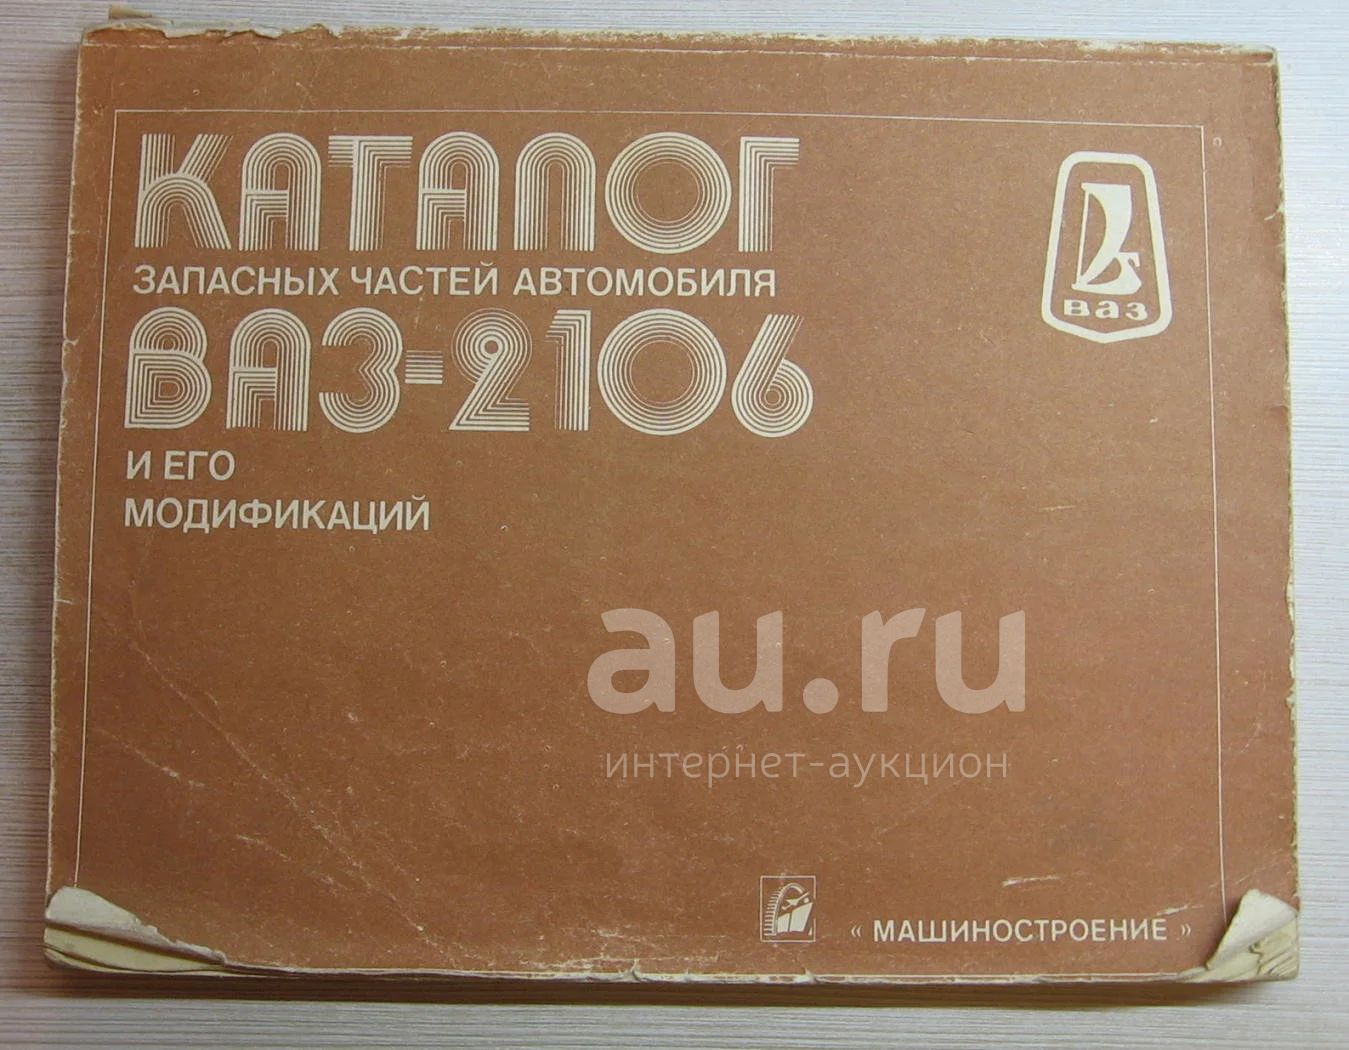 КАТАЛОГ
ЗАПАСНЫХ ЧАСТЕЙ АВТОМОБИЛЯ
ВАЗ-2106
И ЕГО
МОДИФИКАЦИЙ
ВАЗ
au.ru
интернет-аукцион
« МАШИНОСТРОЕНИЕ »